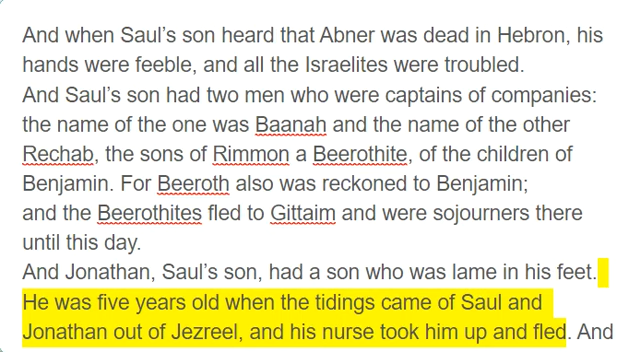 And when Saul’s son heard that Abner was dead in Hebron, his
hands were feeble, and all the Israelites were troubled.
And Saul’s son had two men who were captains of companies:
the name of the one was Baanah and the name of the other
Rechab, the sons of Rimmon a Beerothite, of the children of
Benjamin. For Beeroth also was reckoned to Benjamin;
and the Beerothites fled to Gittaim and were sojourners there
until this day.
And Jonathan, Saul’s son, had a son who was lame in his feet.
He was five years old when the tidings came of Saul and
Jonathan out of Jezreel, and his nurse took him up and fled. And